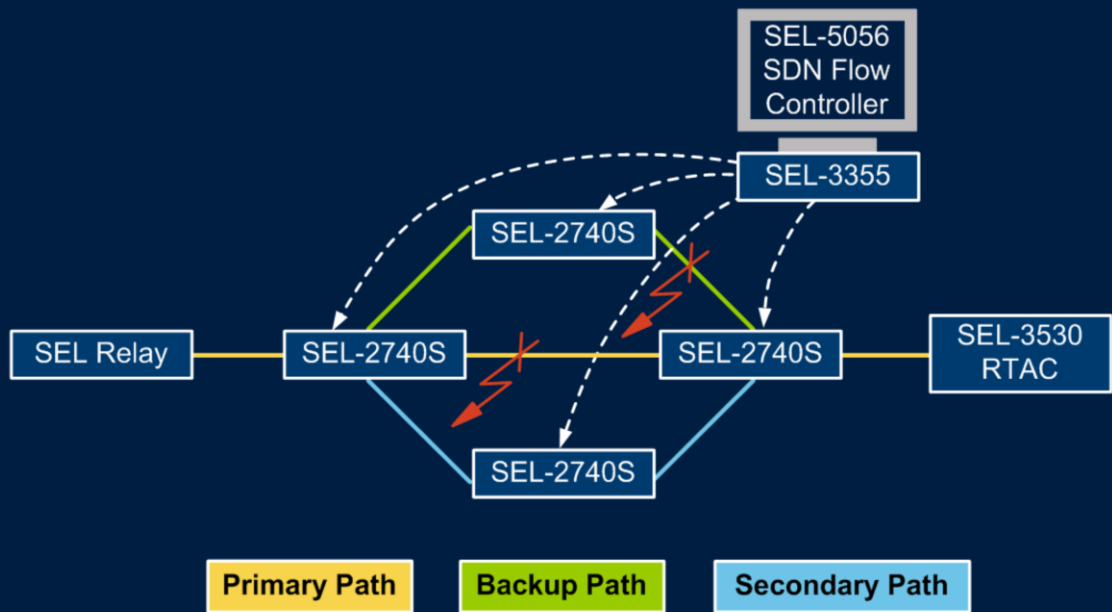 SEL-5056
SDN Flow
Controller
SEL-3355
SEL-2740S
SEL Relay
SEL-2740S
SEL-2740S
SEL-3530
RTAC
SEL-2740S
Primary Path
Backup Path
Secondary Path